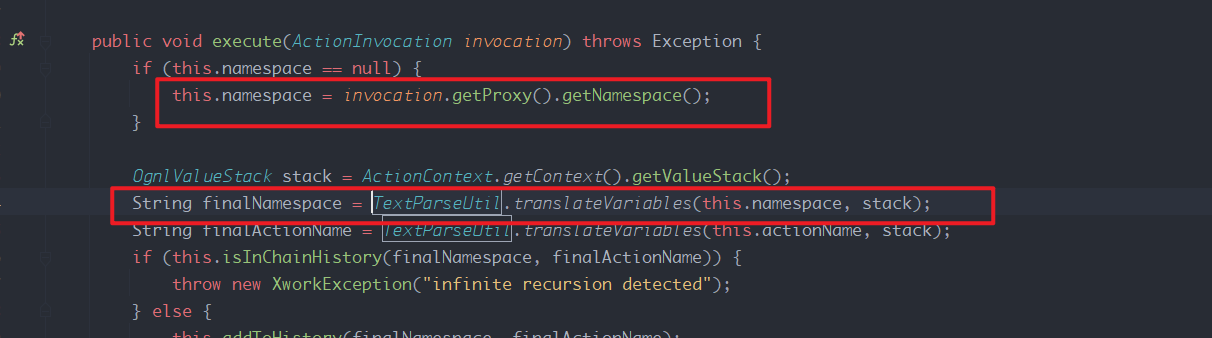 public void execute(ActionInvocation invocation) throws Exception {
if (this.namespace == null) {
this.namespace = invocation.getProxy().getNamespace();
}
OgnlValueStack stack = ActionContext.getContext().getValueStack();
String finalNamespace = TextParseUtil.translateVariables(this.namespace, stack);
String finalActionName = TextParseUtil.translateVariables(this.actionName, stack);
if (this.isInChainHistory(finalNamespace, finalActionName)) {
throw new XworkException("infinite recursion detected");
} else {
this.addToHistory(finalNamespace, finalActionName);